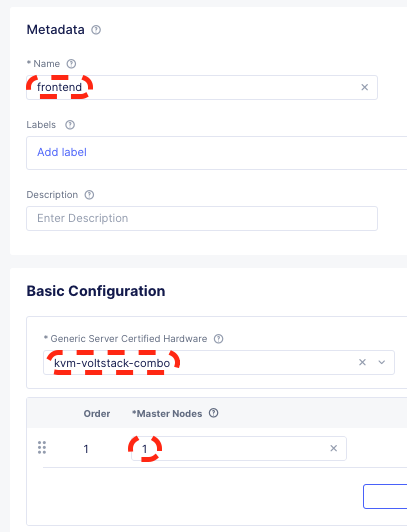 Metadata
* Name
frontend
Labels
Add label
Description
Enter Description
Basic Configuration
* Generic Server Certified Hardware
kvm-voltstack-combo
Order *Master Nodes
1 1